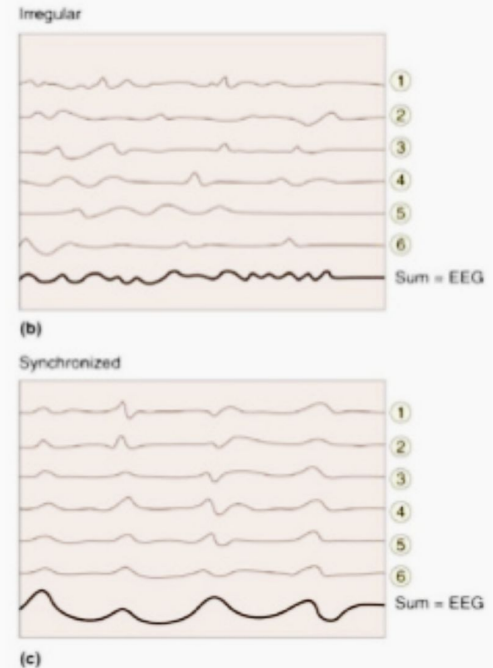 Irregular
1
2
3
4
5
6
Sum = EEG
(b)
Synchronized
1
2
3
4
5
6
Sum = EEG
(c)